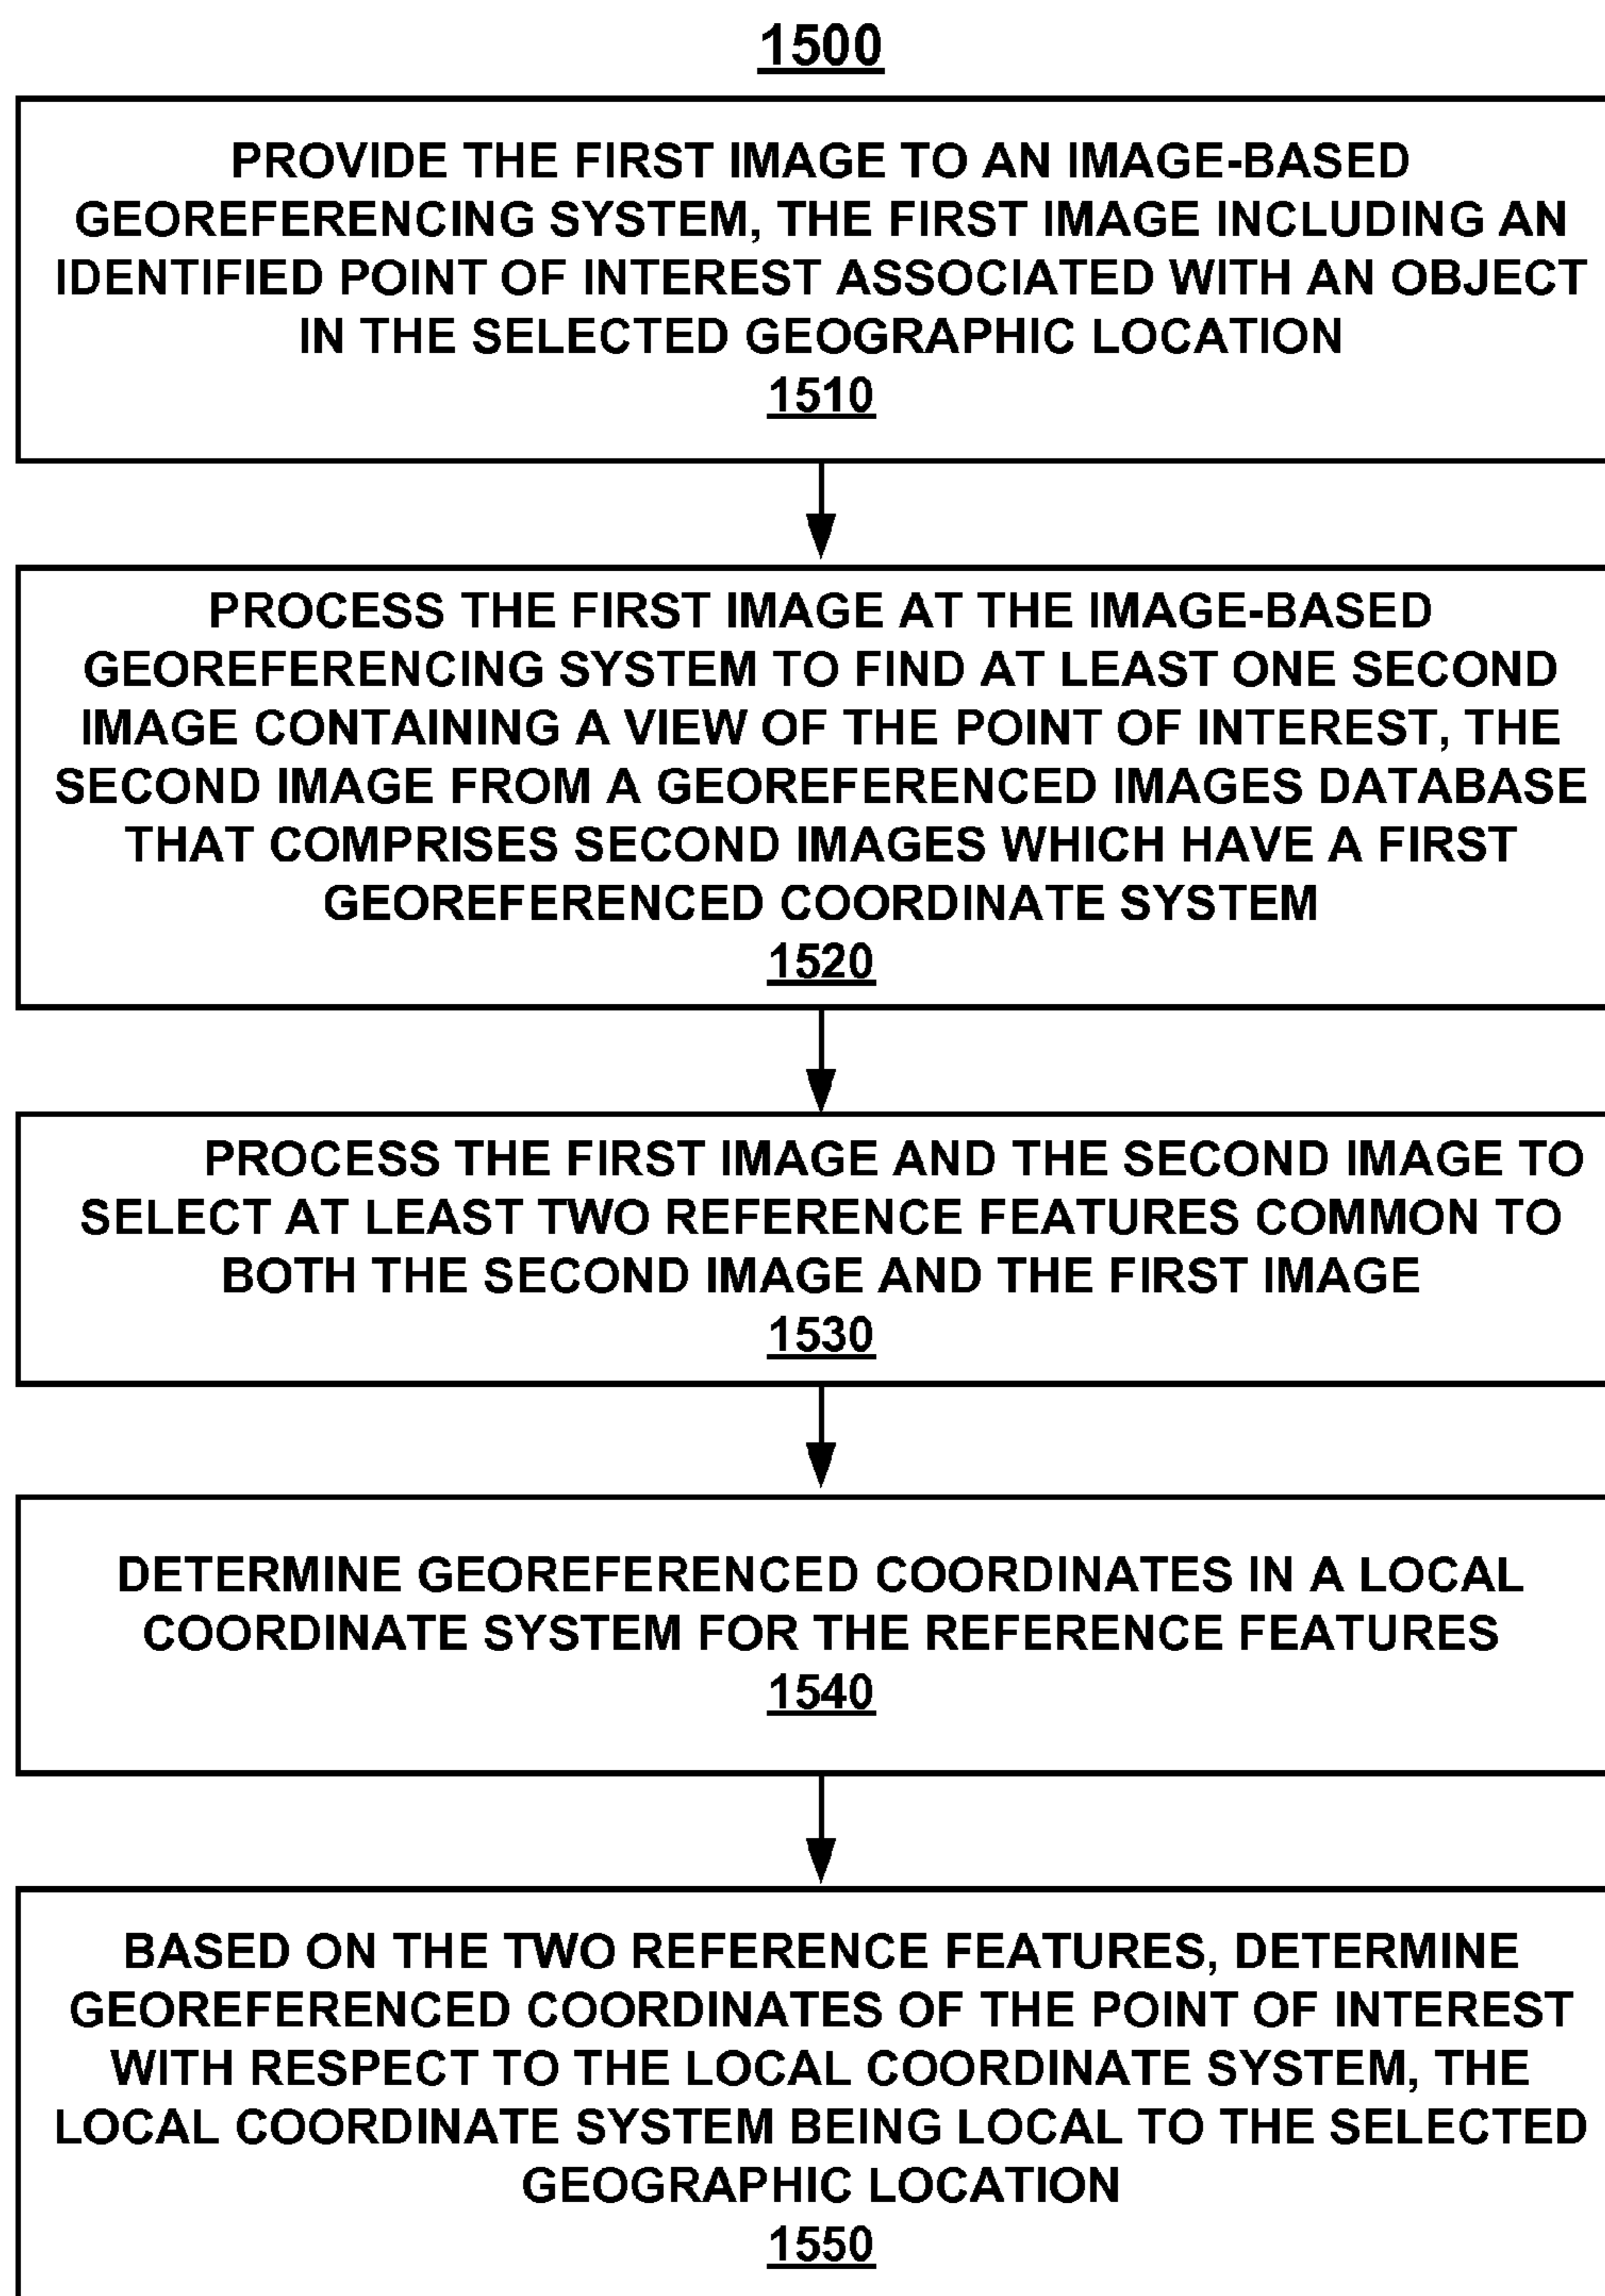 1500
PROVIDE THE FIRST IMAGE TO AN IMAGE-BASED
GEOREFERENCING SYSTEM, THE FIRST IMAGE INCLUDING AN
IDENTIFIED POINT OF INTEREST ASSOCIATED WITH AN OBJECT
IN THE SELECTED GEOGRAPHIC LOCATION
1510
PROCESS THE FIRST IMAGE AT THE IMAGE-BASED
GEOREFERENCING SYSTEM TO FIND AT LEAST ONE SECOND
IMAGE CONTAINING A VIEW OF THE POINT OF INTEREST, THE
SECOND IMAGE FROM A GEOREFERENCED IMAGES DATABASE
THAT COMPRISES SECOND IMAGES WHICH HAVE A FIRST
GEOREFERENCED COORDINATE SYSTEM
1520
PROCESS THE FIRST IMAGE AND THE SECOND IMAGE TO
SELECT AT LEAST TWO REFERENCE FEATURES COMMON TO
BOTH THE SECOND IMAGE AND THE FIRST IMAGE
1530
DETERMINE GEOREFERENCED COORDINATES IN A LOCAL
COORDINATE SYSTEM FOR THE REFERENCE FEATURES
1540
BASED ON THE TWO REFERENCE FEATURES, DETERMINE
GEOREFERENCED COORDINATES OF THE POINT OF INTEREST
WITH RESPECT TO THE LOCAL COORDINATE SYSTEM, THE
LOCAL COORDINATE SYSTEM BEING LOCAL TO THE SELECTED
GEOGRAPHIC LOCATION
1550